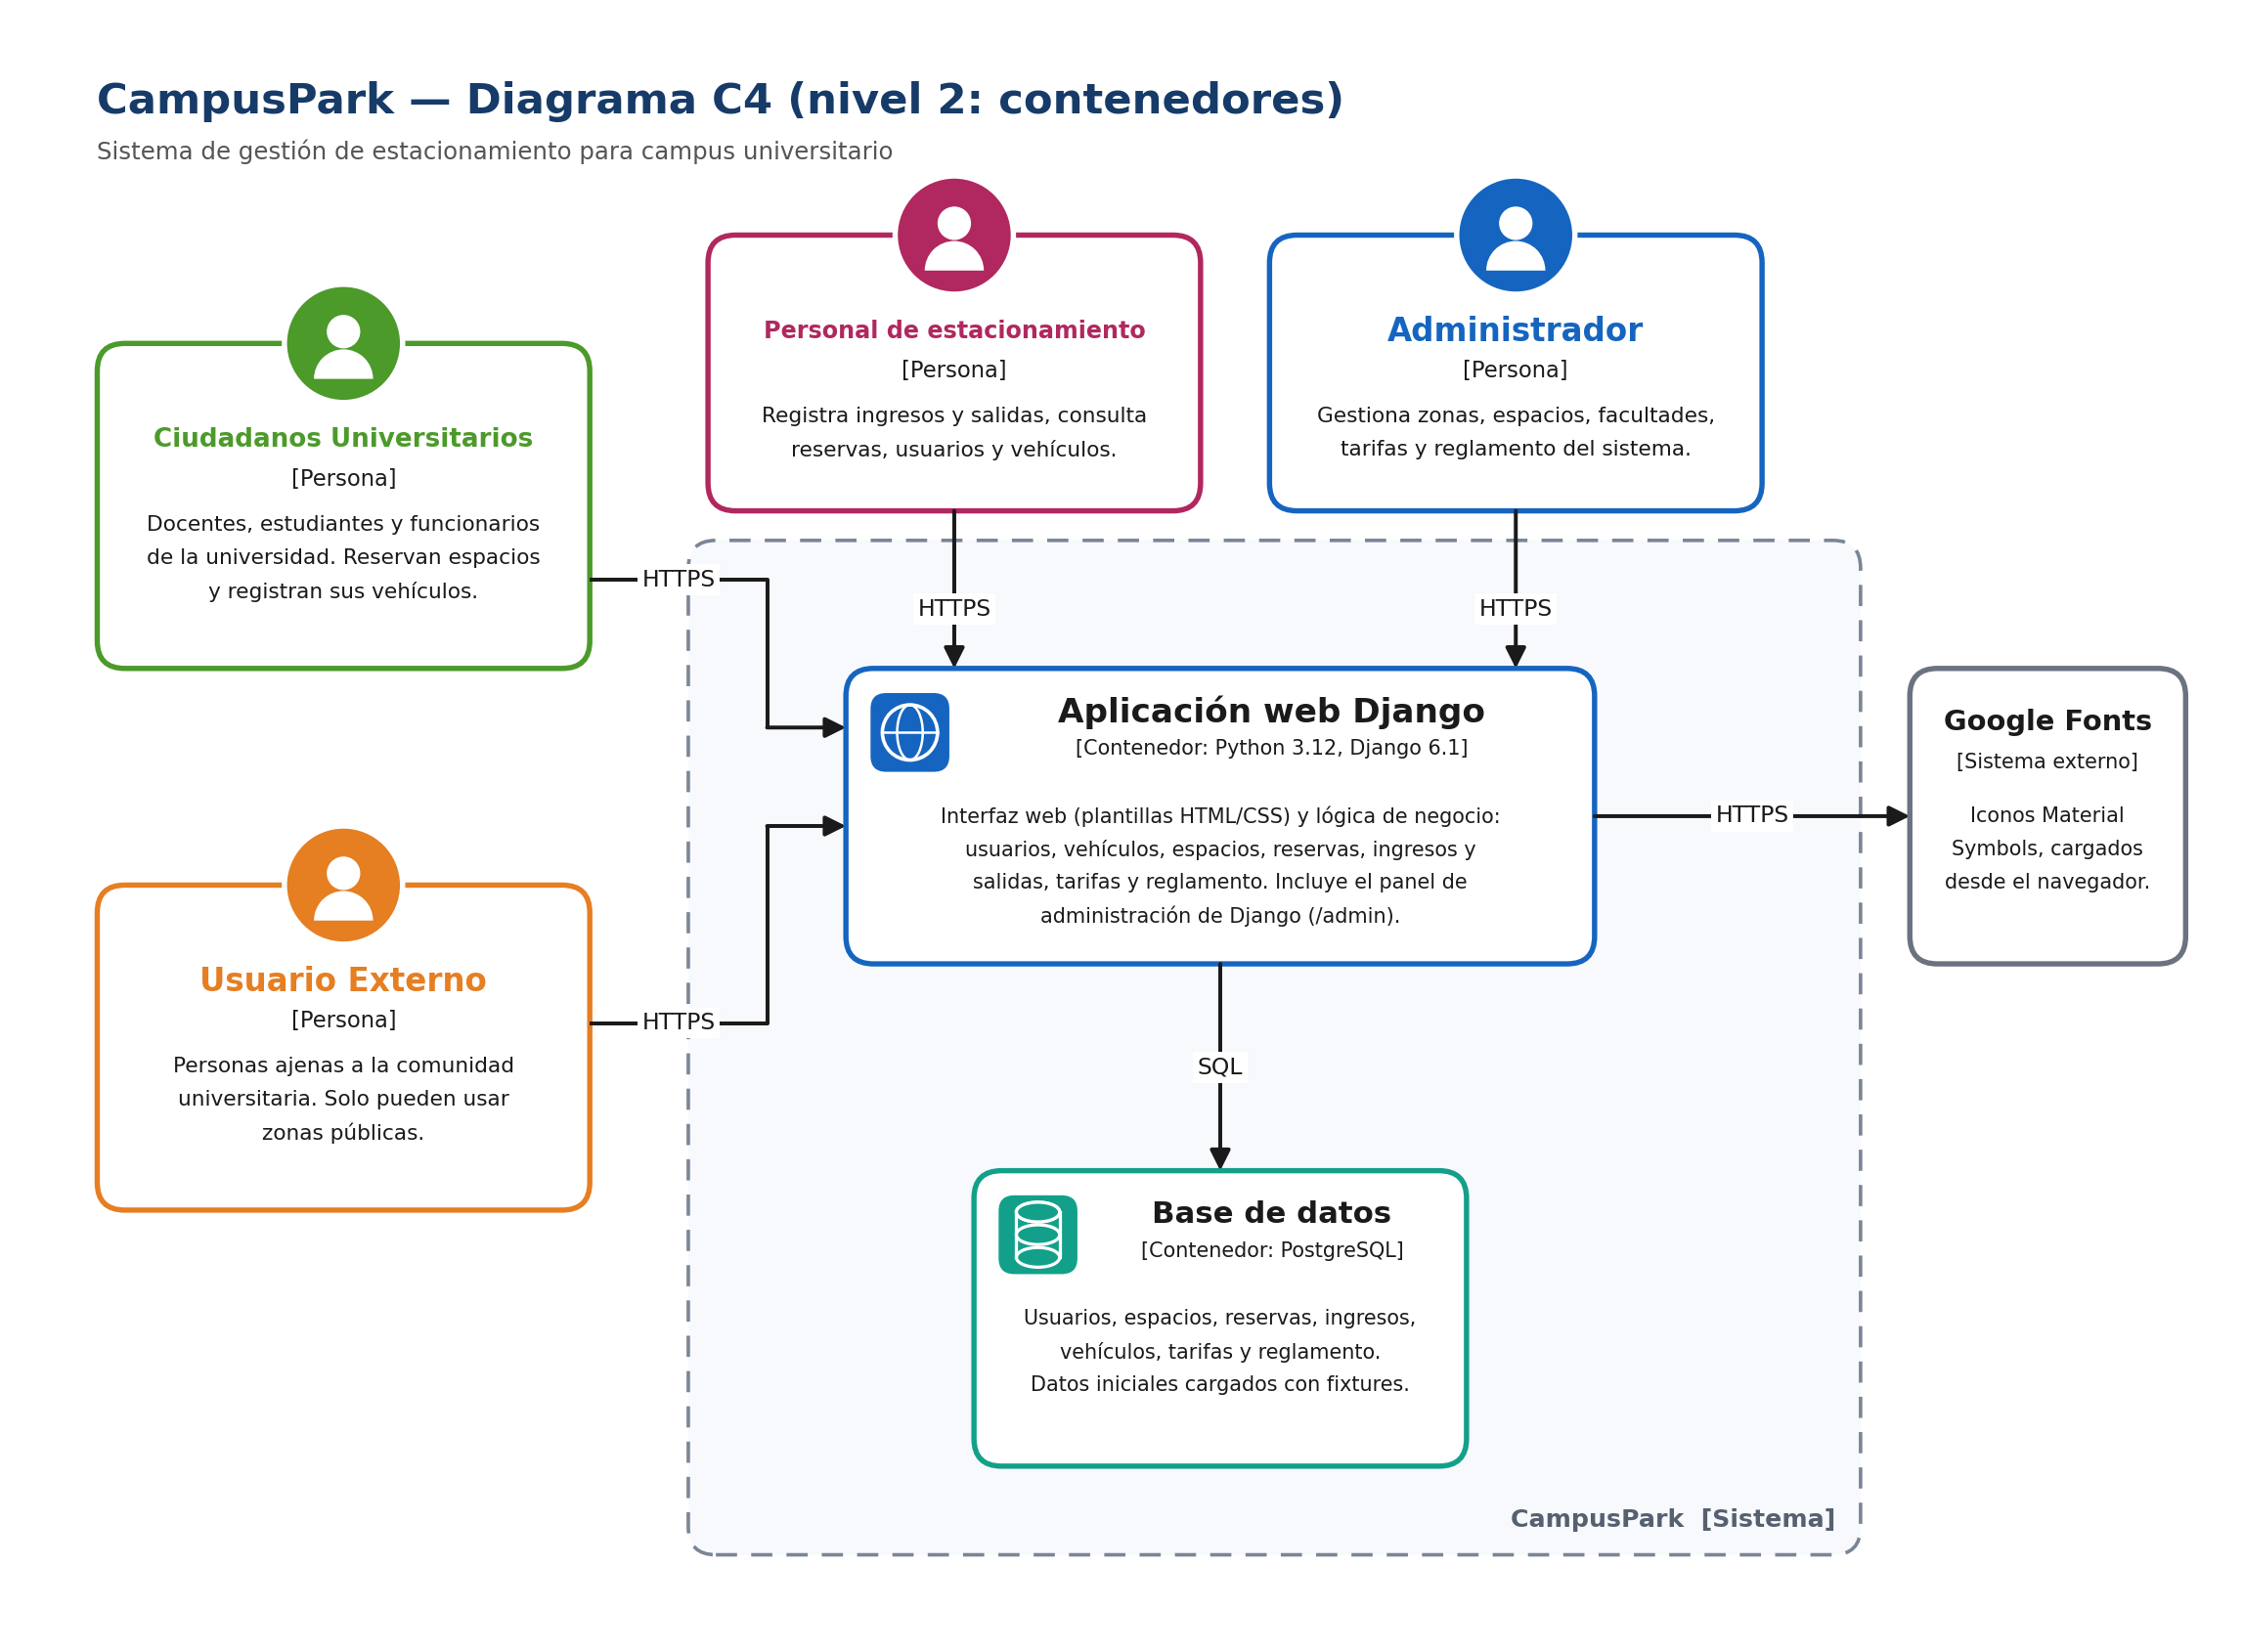 CampusPark — Diagrama C4 (nivel 2: contenedores)
Sistema de gestión de estacionamiento para campus universitario
Personal de estacionamiento
[Persona]
Registra ingresos y salidas, consulta
reservas, usuarios y vehículos.
Administrador
[Persona]
Gestiona zonas, espacios, facultades,
tarifas y reglamento del sistema.
Ciudadanos Universitarios
[Persona]
Docentes, estudiantes y funcionarios
de la universidad. Reservan espacios
y registran sus vehículos.
HTTPS
HTTPS
HTTPS
Aplicación web Django
[Contenedor: Python 3.12, Django 6.1]
Interfaz web (plantillas HTML/CSS) y lógica de negocio:
usuarios, vehículos, espacios, reservas, ingresos y
salidas, tarifas y reglamento. Incluye el panel de
administración de Django (/admin).
HTTPS
Google Fonts
[Sistema externo]
Iconos Material
Symbols, cargados
desde el navegador.
Usuario Externo
[Persona]
Personas ajenas a la comunidad
universitaria. Solo pueden usar
zonas públicas.
HTTPS
SQL
Base de datos
[Contenedor: PostgreSQL]
Usuarios, espacios, reservas, ingresos,
vehículos, tarifas y reglamento.
Datos iniciales cargados con fixtures.
CampusPark [Sistema]